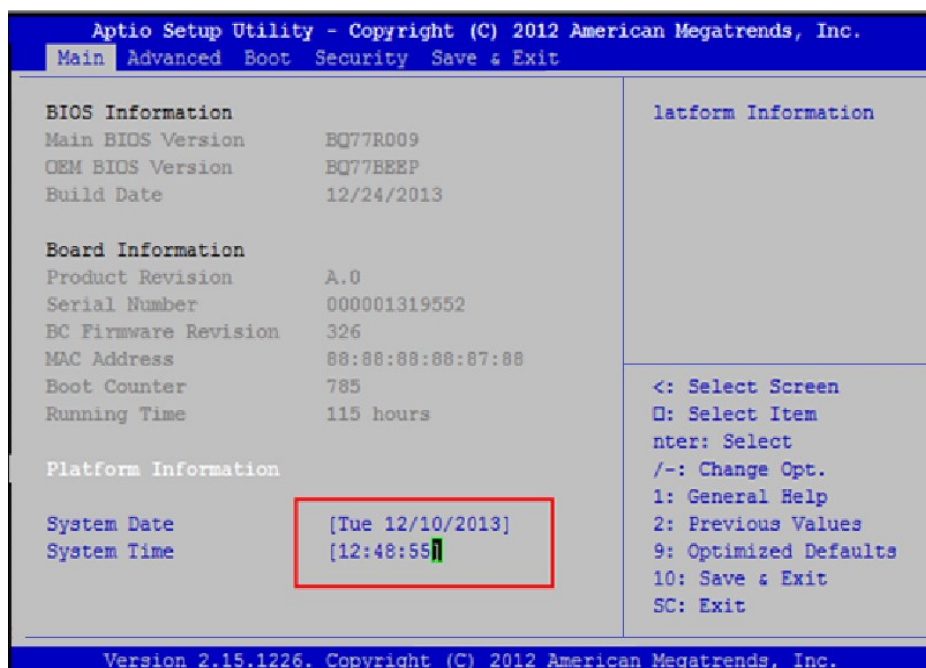 Aptio Setup Utility - Copyright (C) 2012 American Megatrends, Inc.
Main Advanced Boot Security Save & Exit
BIOS Information
Main BIOS Version BQ77R009
OEM BIOS Version BQ77BEEP
Build Date 12/24/2013
Board Information
Product Revision A.0
Serial Number 000001319552
BC Firmware Revision 326
MAC Address 88:88:88:88:87:88
Boot Counter 785
Running Time 115 hours
Platform Information
System Date [Tue 12/10/2013]
System Time [12:48:55]
latform Information
<: Select Screen
□: Select Item
nter: Select
/-: Change Opt.
1: General Help
2: Previous Values
9: Optimized Defaults
10: Save & Exit
SC: Exit
Version 2.15.1226. Copyright (C) 2012 American Megatrends, Inc.